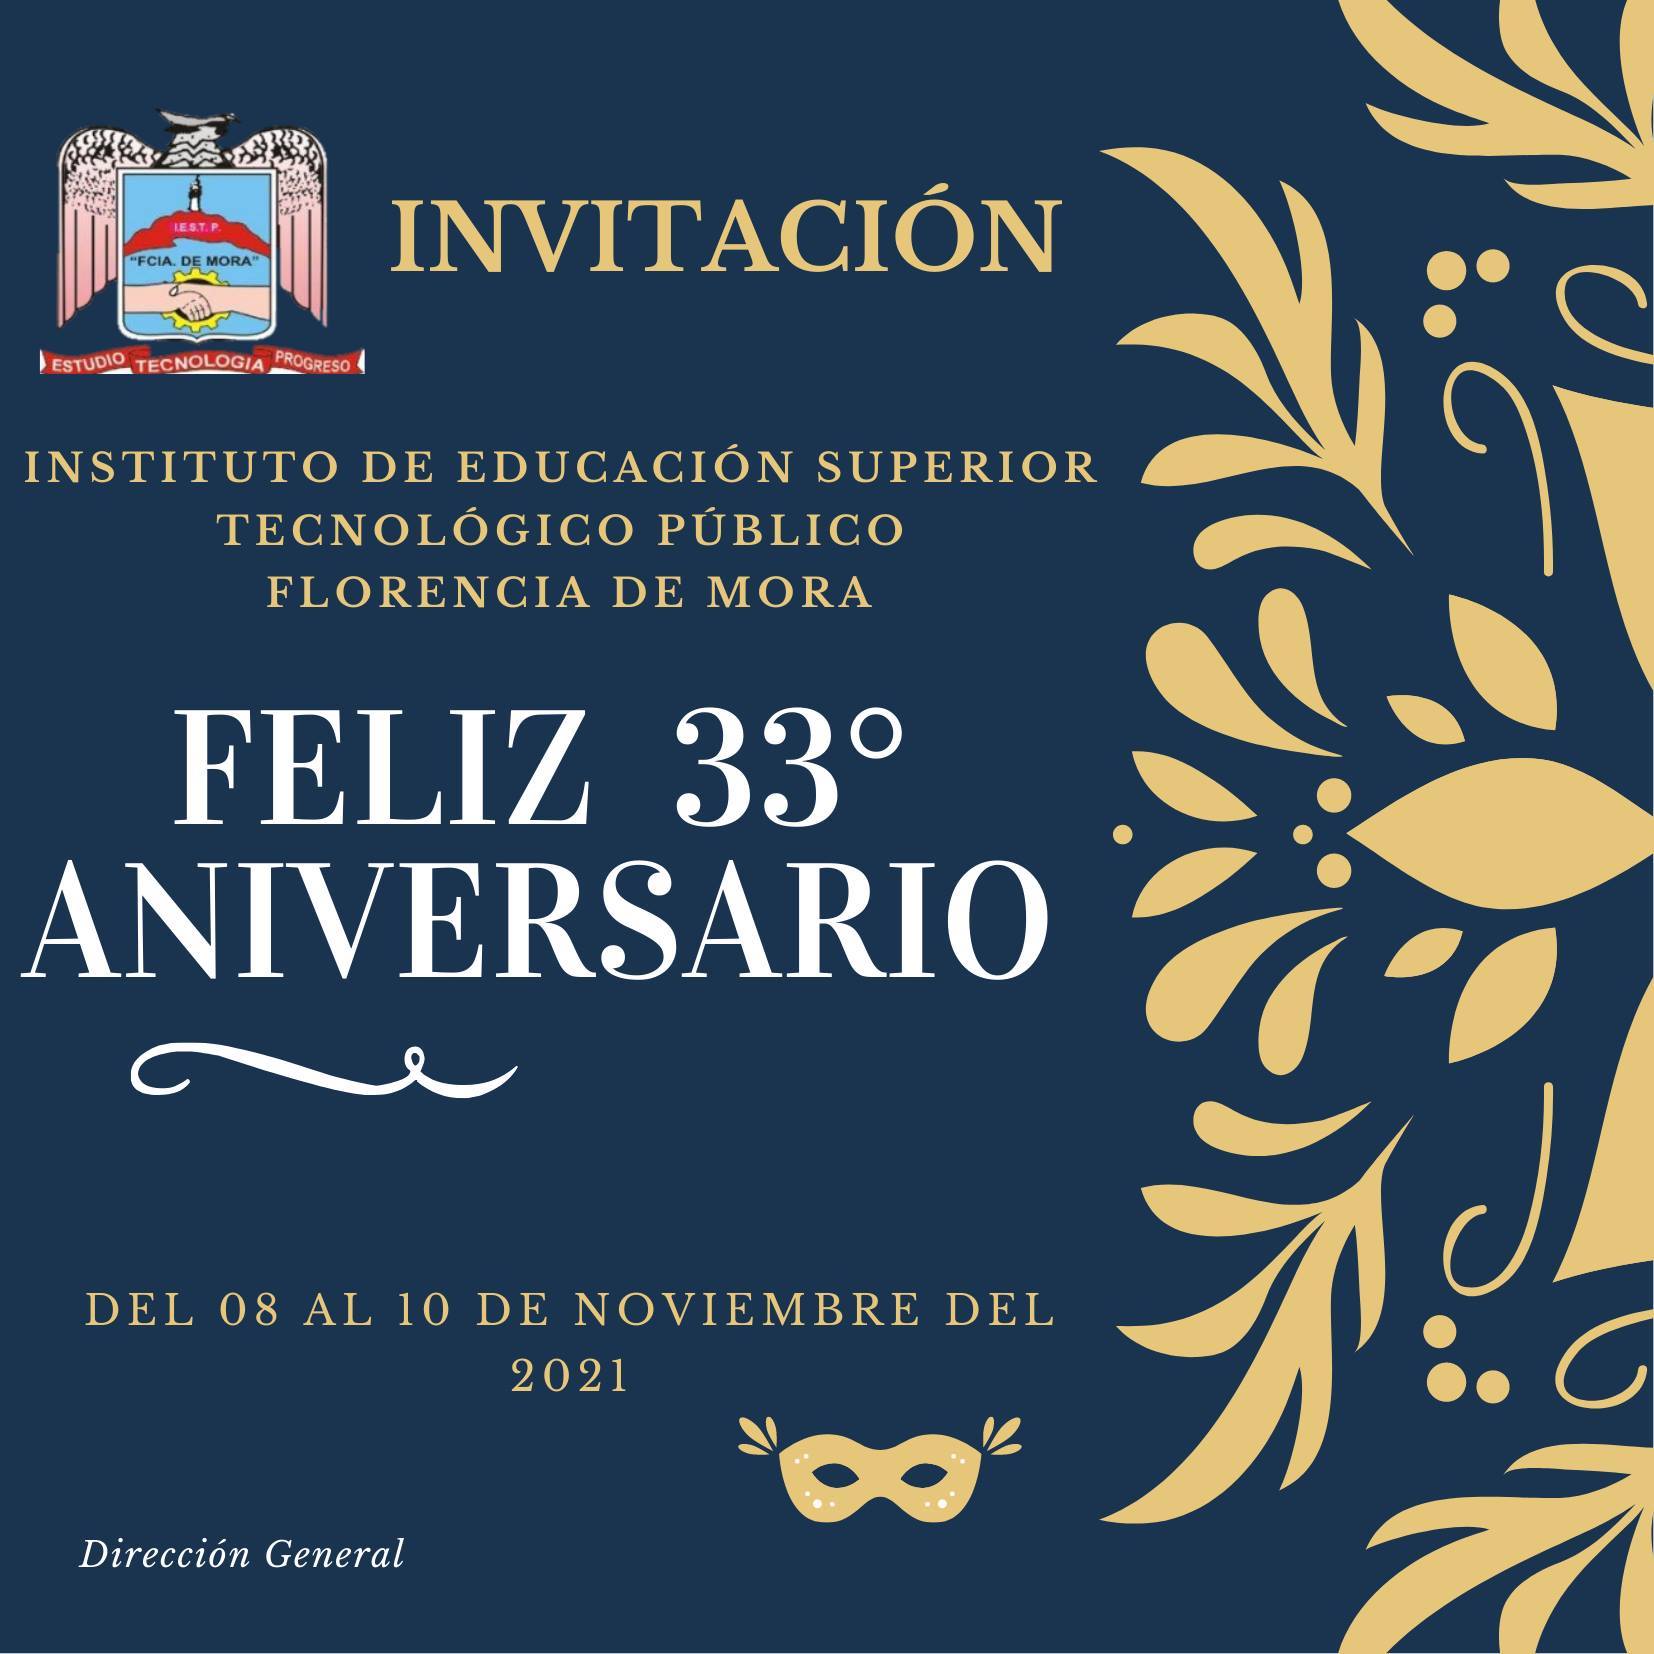 INVITACIÓN
I.E.S.T. P.
"FCIA. DE MORA"
ESTUDIO TECNOLOGIA PROGRESO
INSTITUTO DE EDUCACIÓN SUPERIOR
TECNOLÓGICO PÚBLICO
FLORENCIA DE MORA
FELIZ 33°
ANIVERSARIO
DEL 08 AL 10 DE NOVIEMBRE DEL
2021
Dirección General